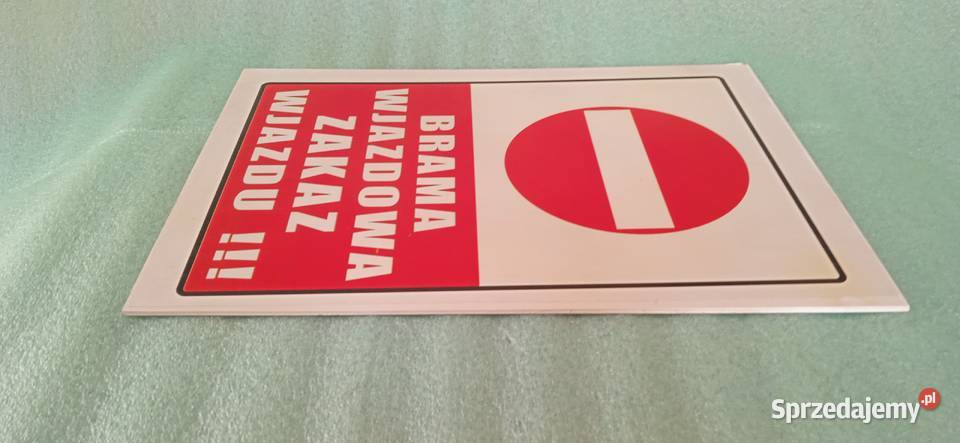 BRAMA
WJAZDOWA
ZAKAZ
WJAZDU !!!
Sprzedajemy.pl